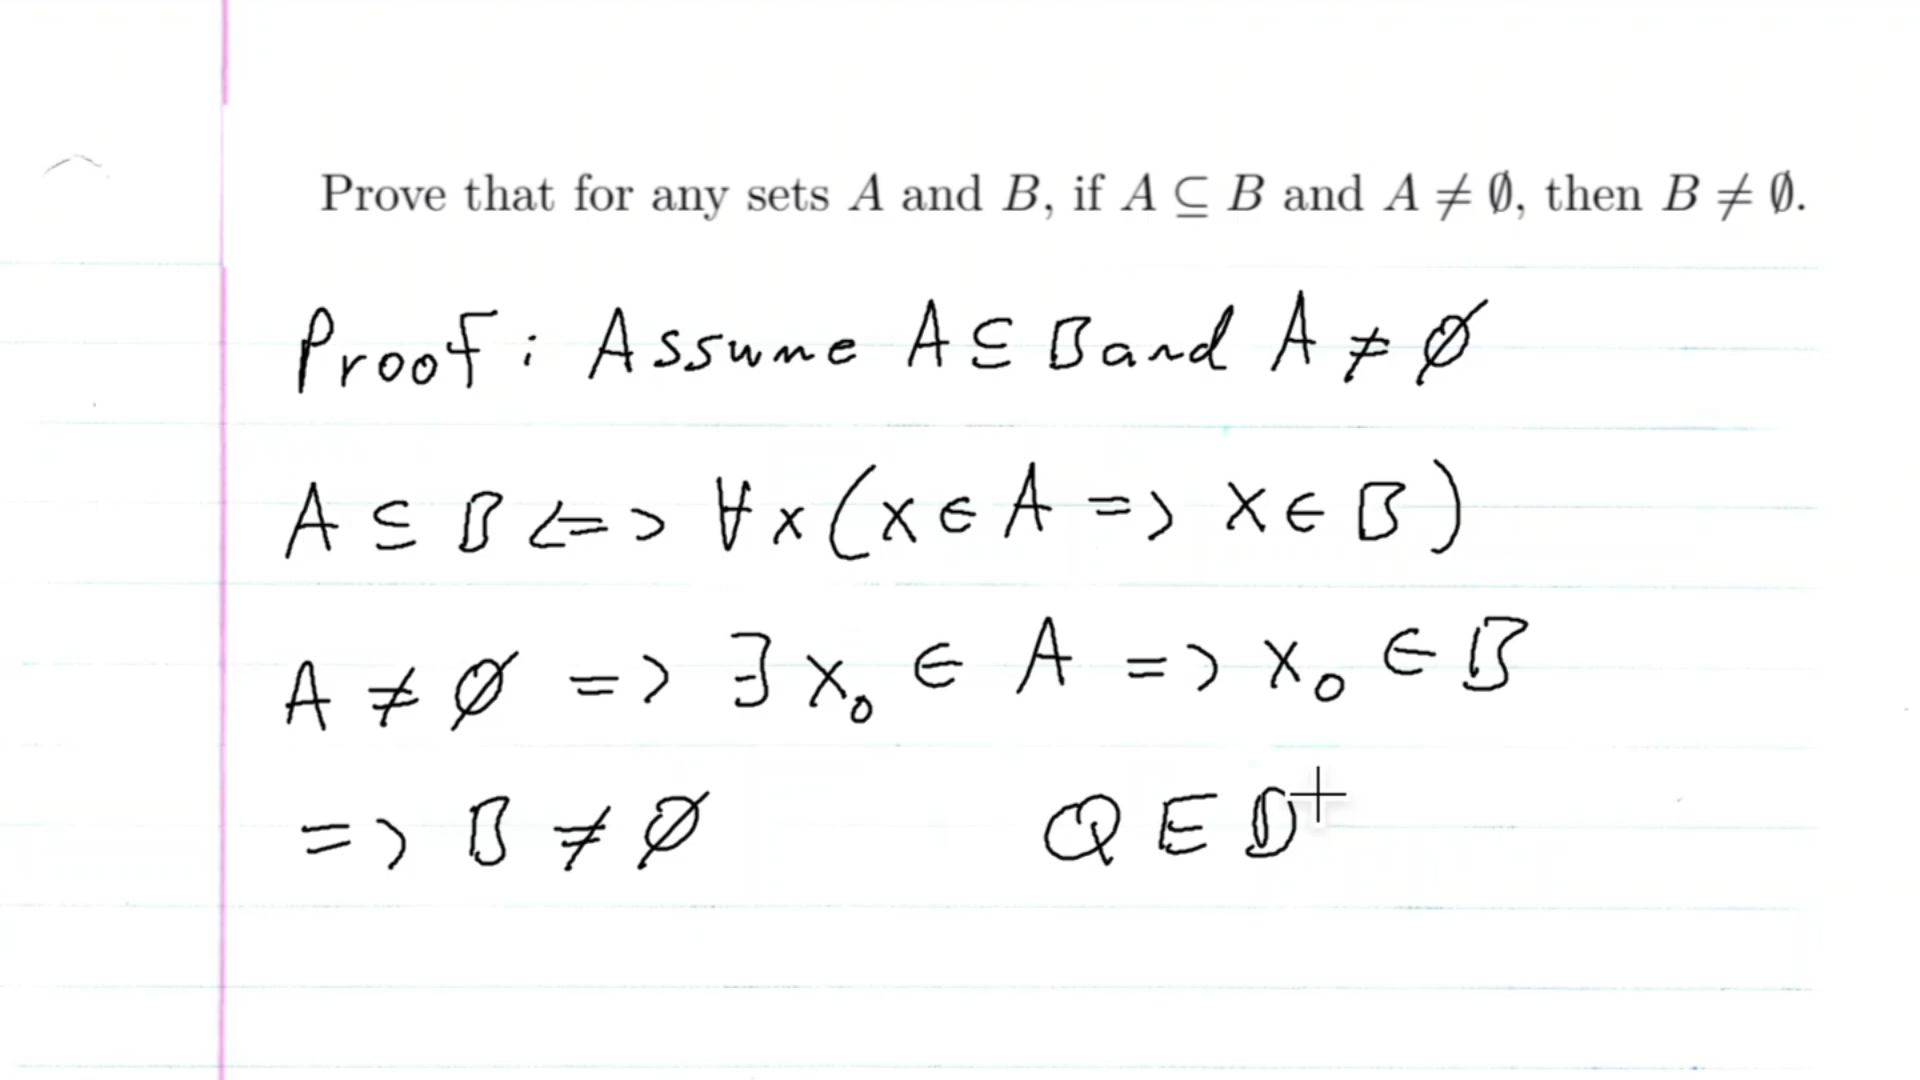 Prove that for any sets A and B, if A ⊆ B and A ≠ ∅, then B ≠ ∅.
Proof: Assume A ⊆ B and A ≠ ∅
A ⊆ B <=> ∀x(x ∈ A => x ∈ B)
A ≠ ∅ => ∃ x₀ ∈ A => x₀ ∈ B
=> B ≠ ∅ QED